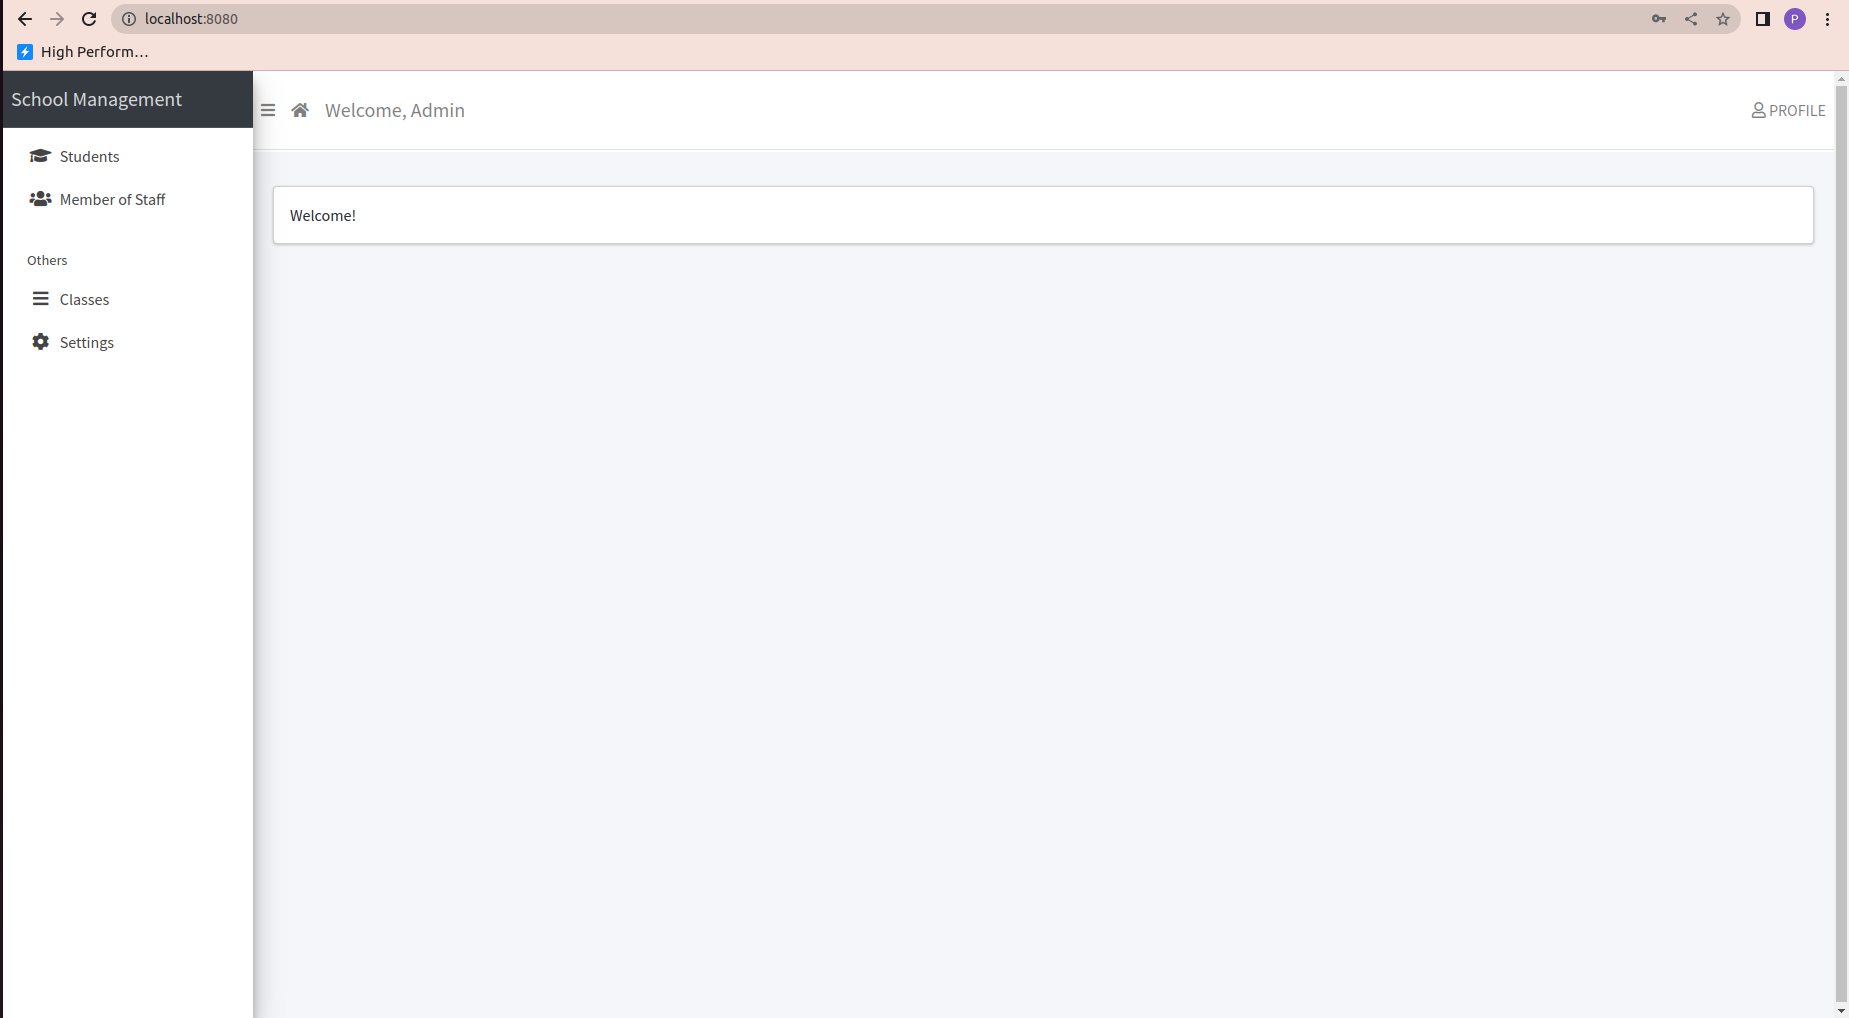 localhost:8080
P
High Perform...
School Management
Welcome, Admin
PROFILE
Students
Member of Staff
Welcome!
Others
Classes
Settings